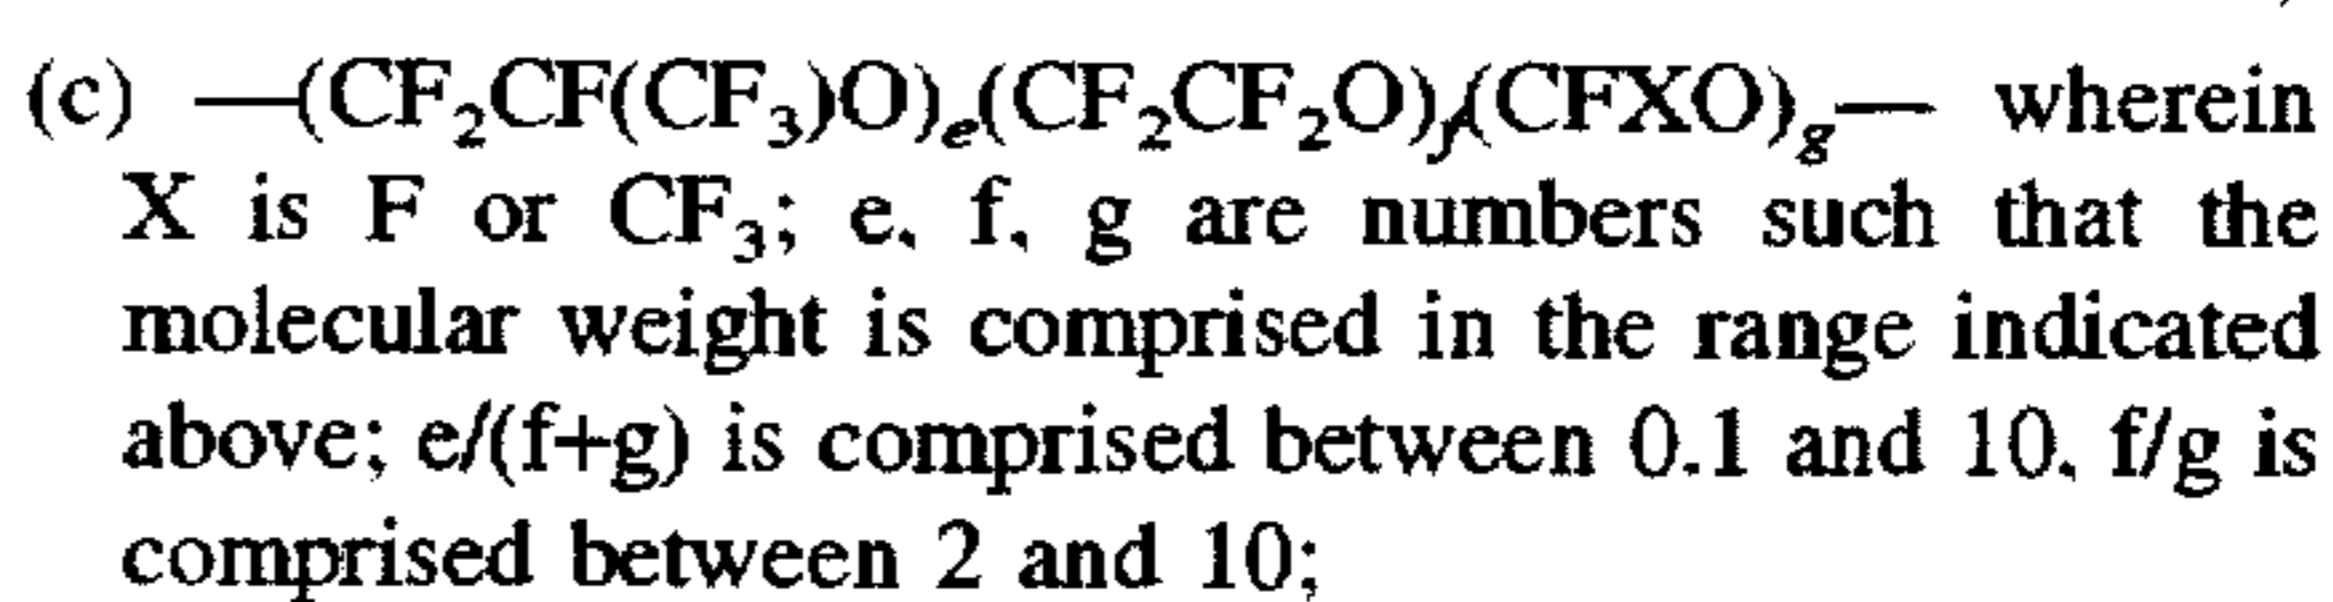 (c) —(CF₂CF(CF₃)O)ₑ(CF₂CF₂O)f(CFXO)g— wherein
X is F or CF₃; e, f, g are numbers such that the
molecular weight is comprised in the range indicated
above; e/(f+g) is comprised between 0.1 and 10, f/g is
comprised between 2 and 10;